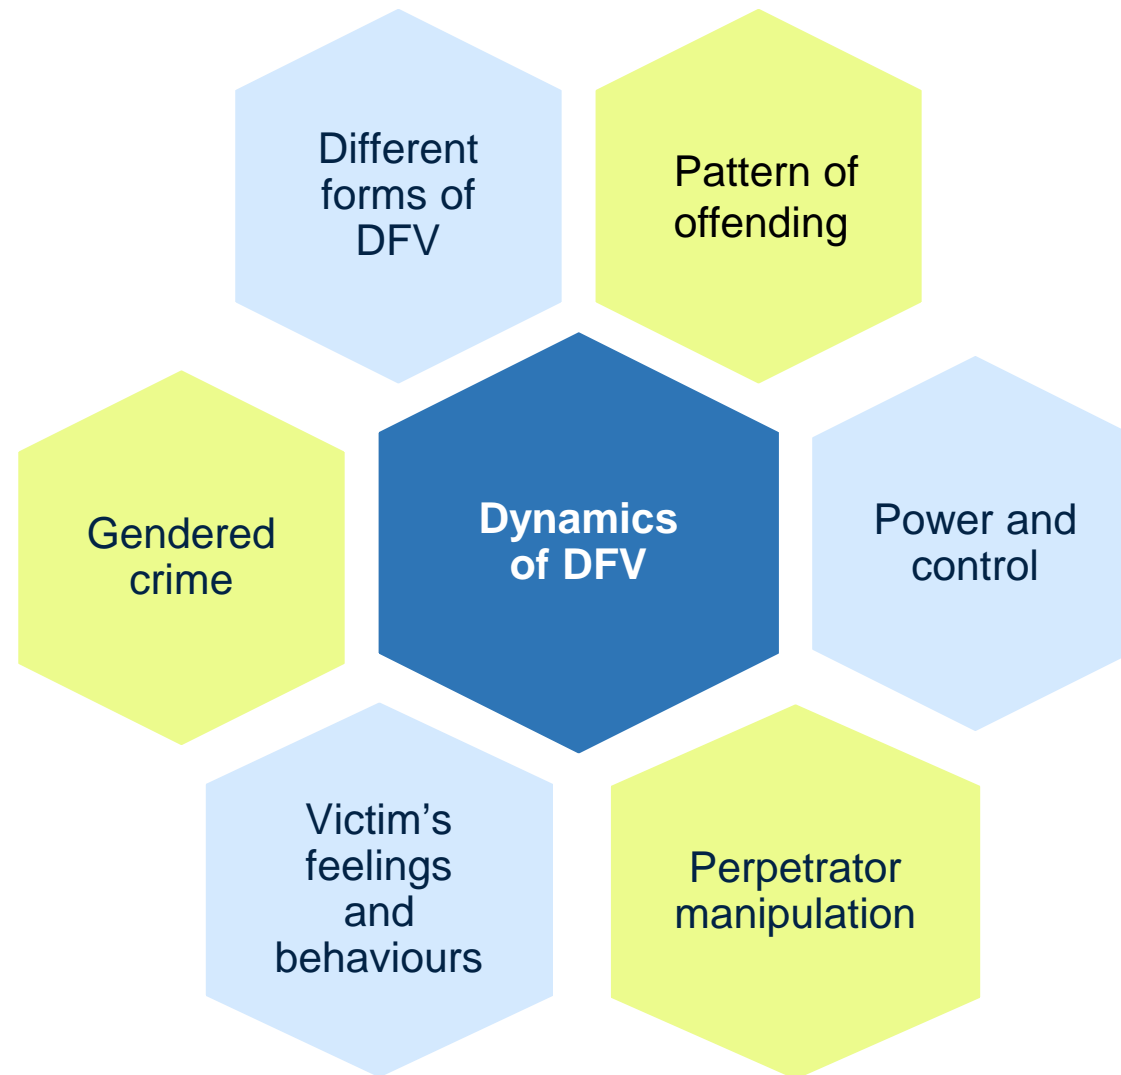 Different
forms of
DFV
Pattern of
offending
Gendered
crime
Dynamics
of DFV
Power and
control
Victim’s
feelings
and
behaviours
Perpetrator
manipulation